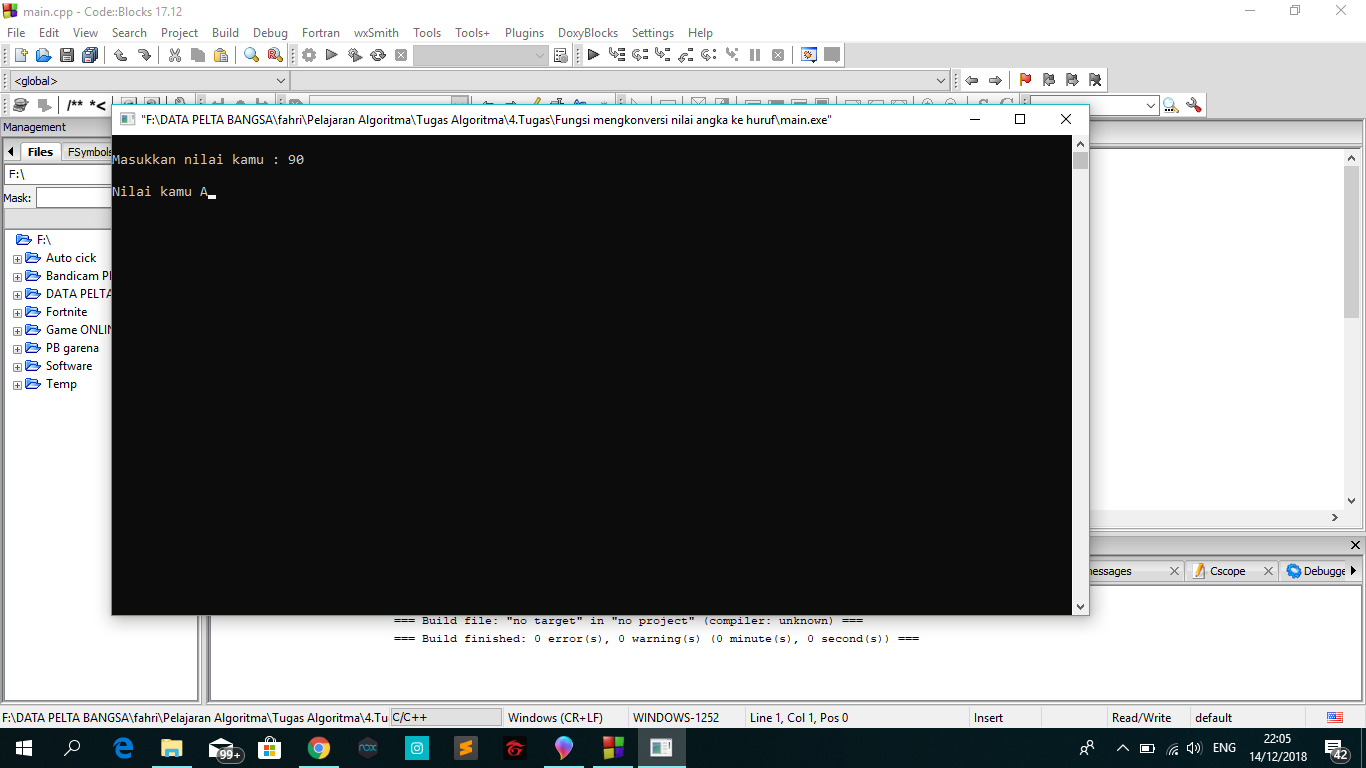 main.cpp - Code::Blocks 17.12
File Edit View Search Project Build Debug Fortran wxSmith Tools Tools+ Plugins DoxyBlocks Settings Help
<global>
/** *<
"F:\DATA PELTA BANGSA\fahri\Pelajaran Algoritma\Tugas Algoritma\4.Tugas\Fungsi mengkonversi nilai angka ke huruf\main.exe"
Management
Files FSymbols
F:\
Mask:
Masukkan nilai kamu : 90
Nilai kamu A
F:\
Auto cick
Bandicam
DATA PELTA
Fortnite
Game ONLIN
PB garena
Software
Temp
messages Cscope Debugge
=== Build file: "no target" in "no project" (compiler: unknown) ===
=== Build finished: 0 error(s), 0 warning(s) (0 minute(s), 0 second(s)) ===
F:\DATA PELTA BANGSA\fahri\Pelajaran Algoritma\Tugas Algoritma\4.Tu C/C++ Windows (CR+LF) WINDOWS-1252 Line 1, Col 1, Pos 0 Insert Read/Write default
99+ nox ENG 22:05
14/12/2018 42